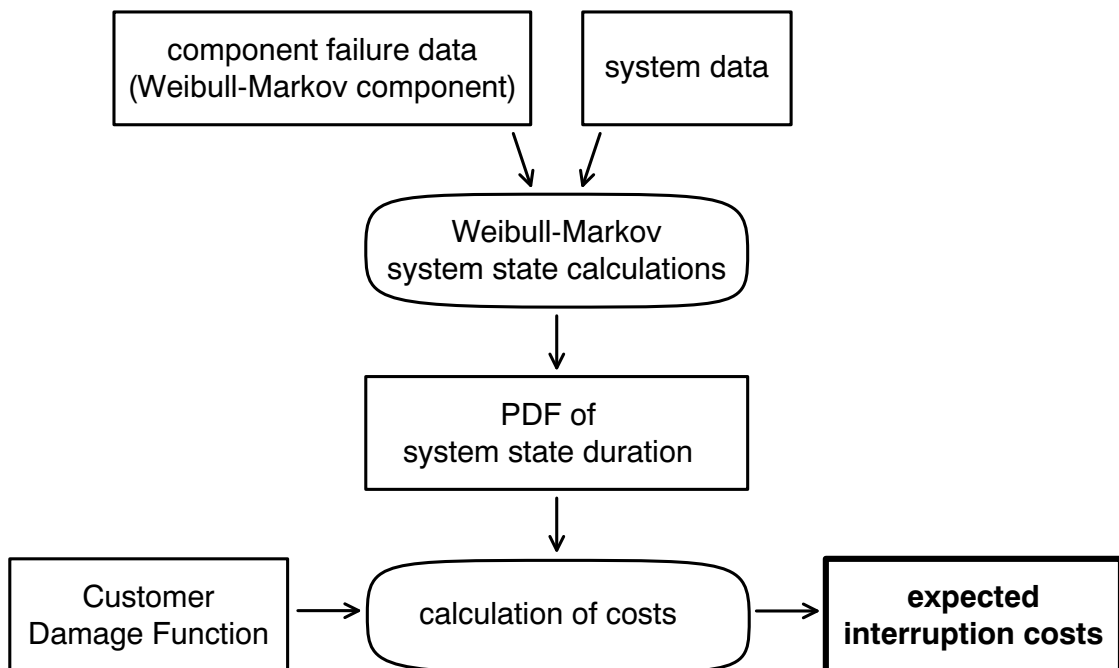 component failure data
(Weibull-Markov component)
system data
Weibull-Markov
system state calculations
PDF of
system state duration
Customer
Damage Function
calculation of costs
expected
interruption costs